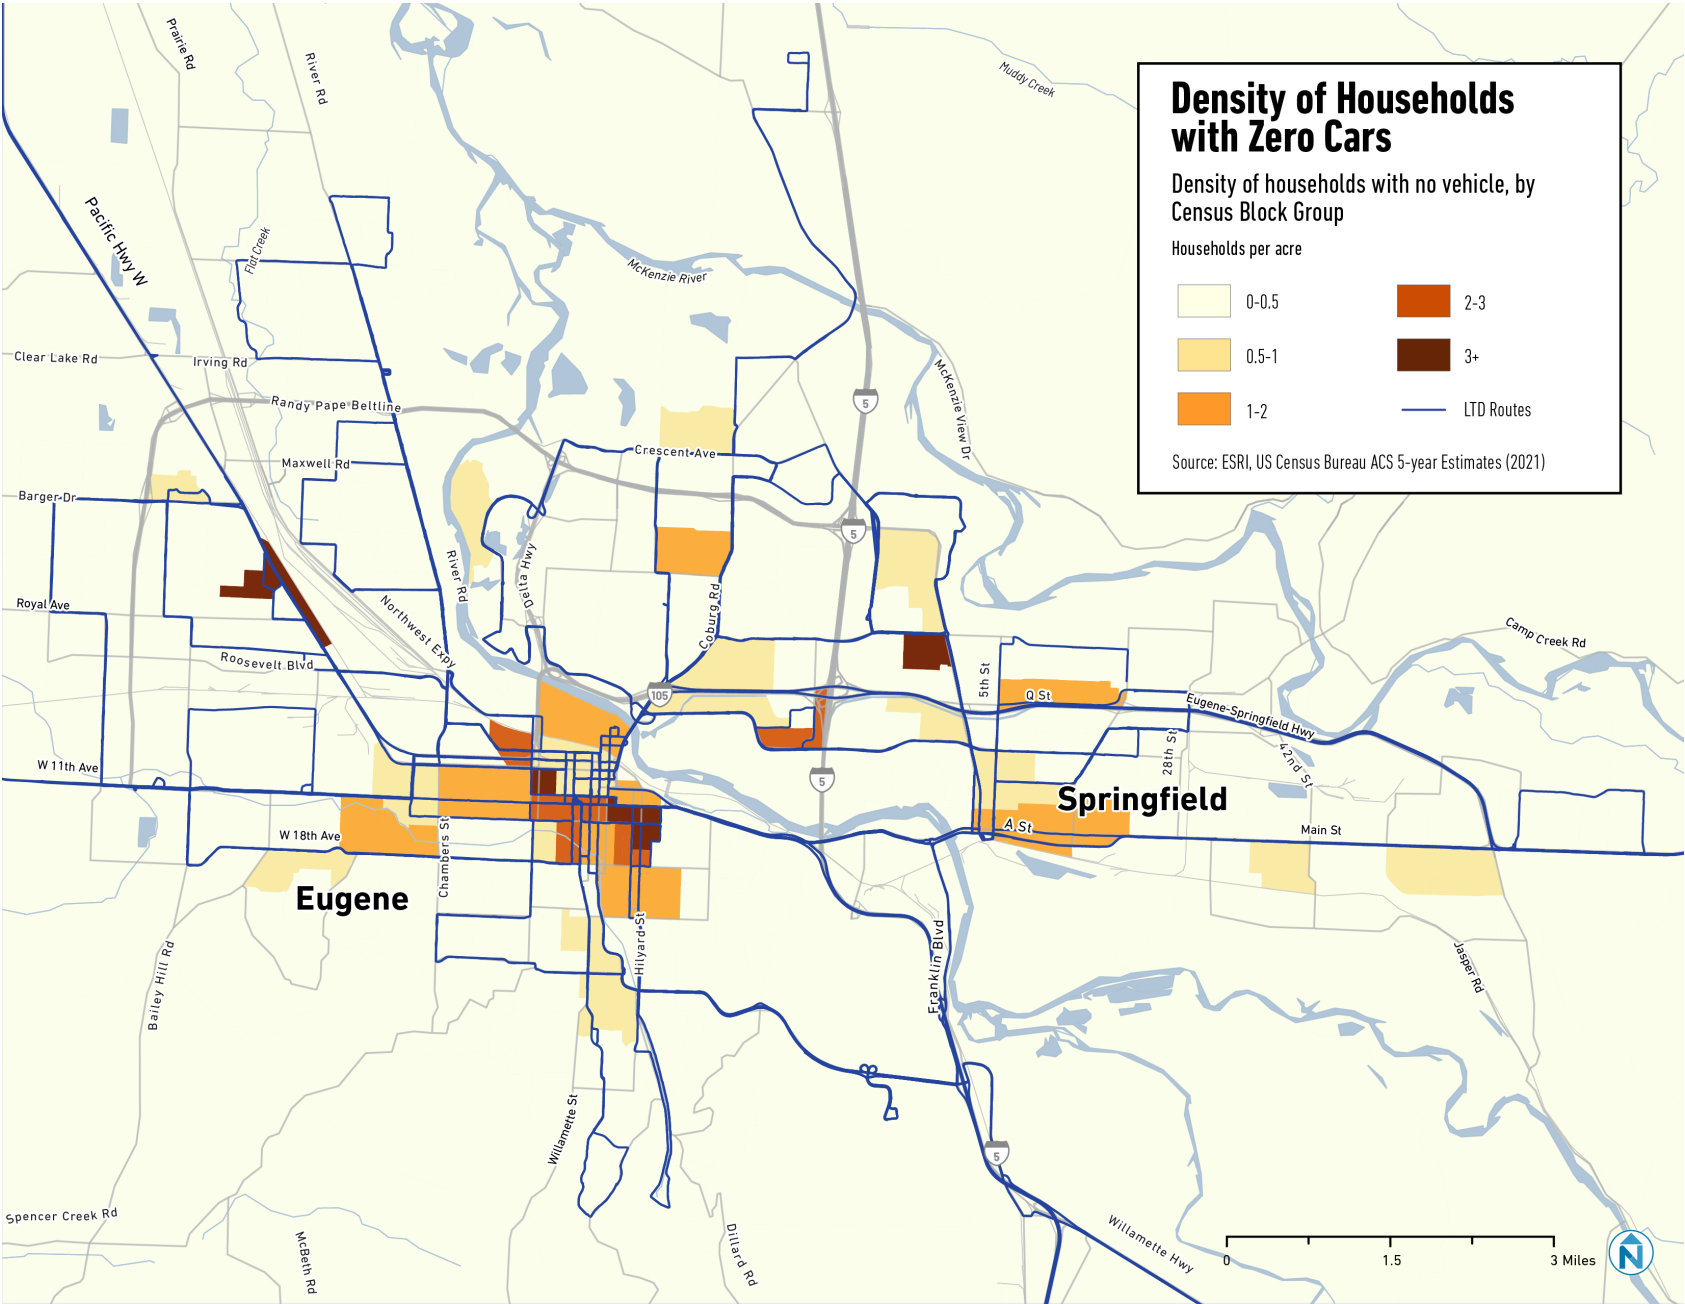 Density of Households
with Zero Cars
Density of households with no vehicle, by
Census Block Group
Households per acre
0-0.5
2-3
0.5-1
3+
1-2
LTD Routes
Source: ESRI, US Census Bureau ACS 5-year Estimates (2021)
Prairie Rd
River Rd
Muddy Creek
Pacific Hwy W
Flat Creek
McKenzie River
Clear Lake Rd
Irving Rd
Randy Pape Beltline
5
McKenzie View Dr
Crescent Ave
Maxwell Rd
Barger Dr
5
River Rd
Delta Hwy
Coburg Rd
Royal Ave
Northwest Expy
Camp Creek Rd
Roosevelt Blvd
5th St
105
Q St
Eugene-Springfield Hwy
28th St
42nd St
W 11th Ave
5
Springfield
A St
Main St
W 18th Ave
Chambers St
Eugene
Hilyard St
Franklin Blvd
Bailey Hill Rd
Jasper Rd
Willamette St
5
Spencer Creek Rd
McBeth Rd
Dillard Rd
Willamette Hwy
0
1.5
3 Miles
N